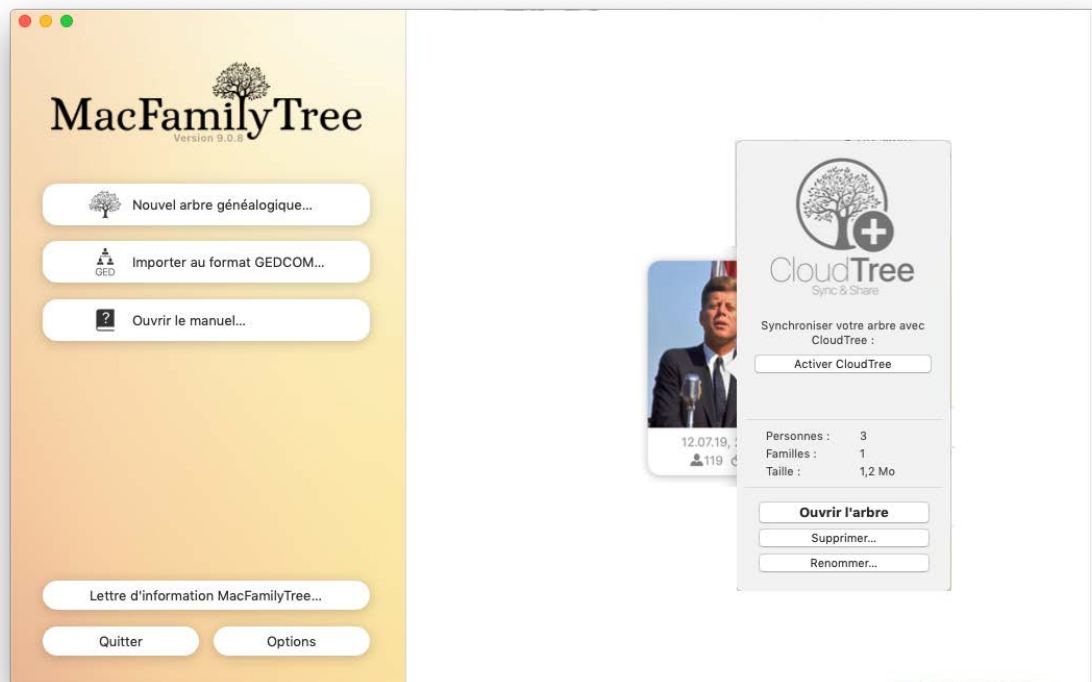 MacFamilyTree
Version 9.0.8
Nouvel arbre généalogique...
GED
Importer au format GEDCOM...
?
Ouvrir le manuel...
Lettre d'information MacFamilyTree...
Quitter
Options
12.07.19,
119
CloudTree
Sync & Share
Synchroniser votre arbre avec
CloudTree :
Activer CloudTree
Personnes : 3
Familles : 1
Taille : 1,2 Mo
Ouvrir l'arbre
Supprimer...
Renommer...